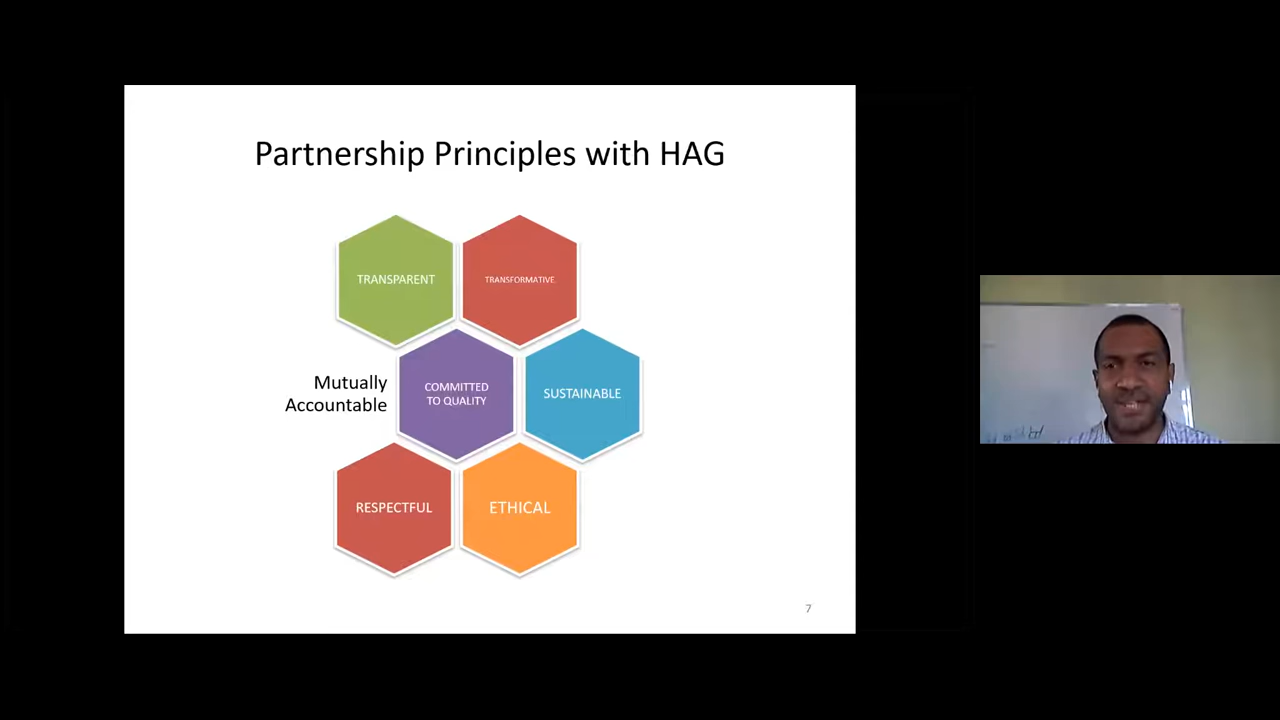 Partnership Principles with HAG
TRANSPARENT
TRANSFORMATIVE
Mutually
Accountable
COMMITTED
TO QUALITY
SUSTAINABLE
RESPECTFUL
ETHICAL
7